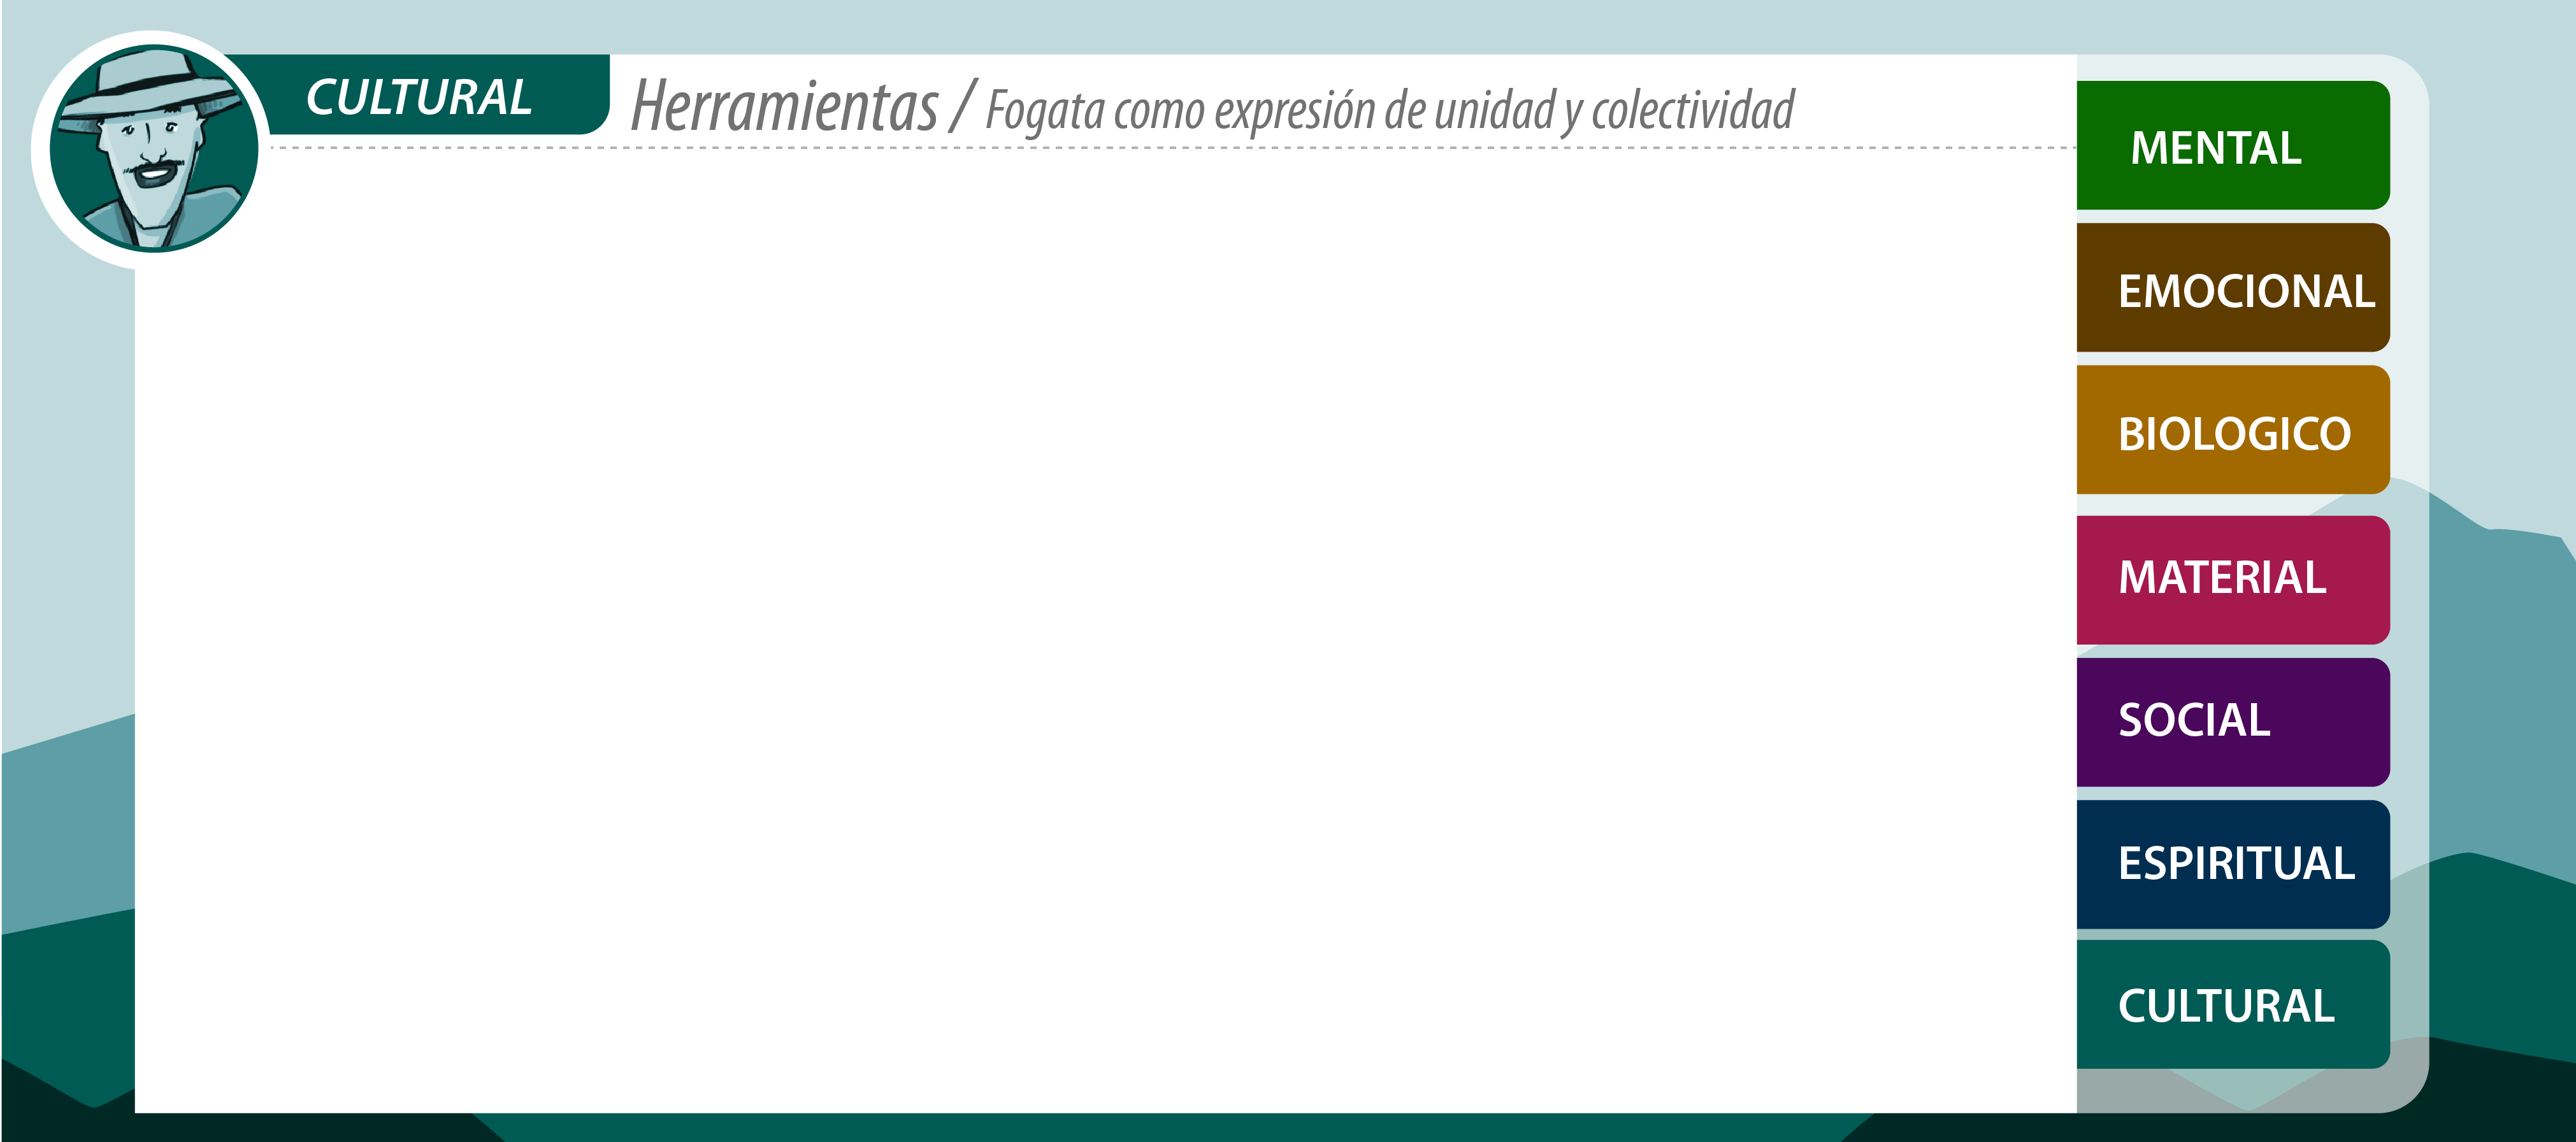 CULTURAL
Herramientas / Fogata como expresión de unidad y colectividad
MENTAL
EMOCIONAL
BIOLOGICO
MATERIAL
SOCIAL
ESPIRITUAL
CULTURAL